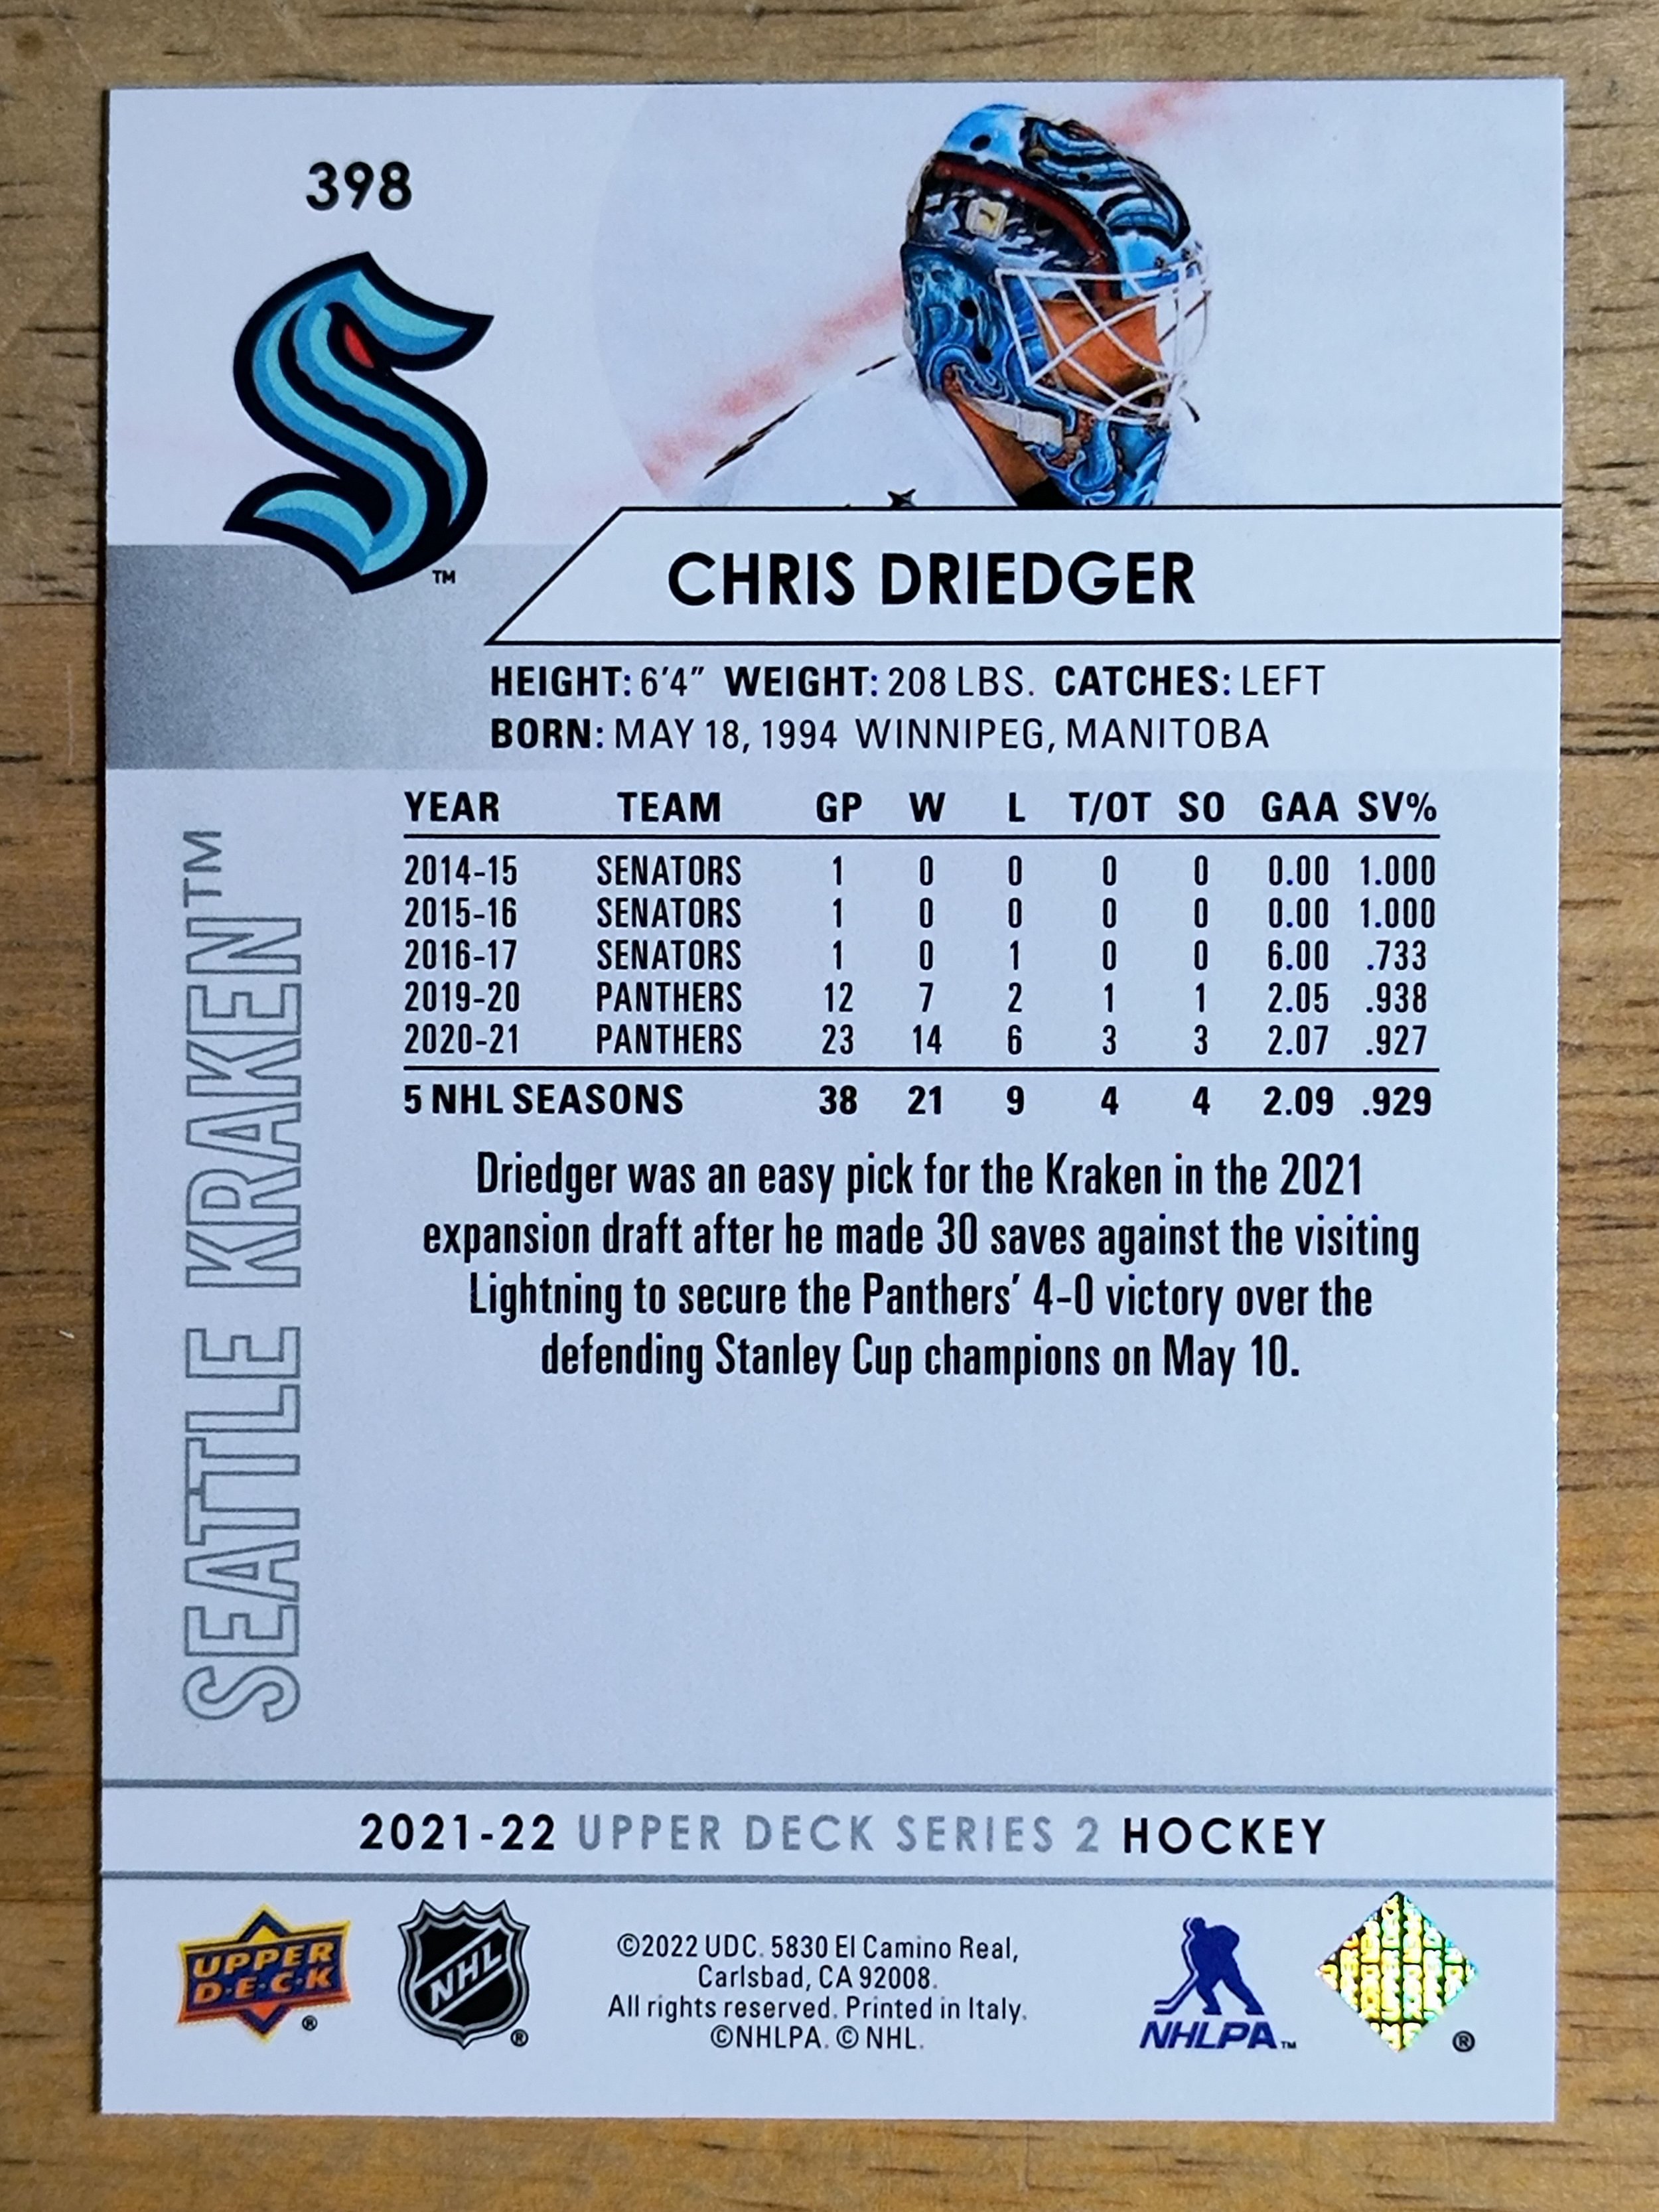 398
TM
CHRIS DRIEDGER
HEIGHT: 6'4" WEIGHT: 208 LBS. CATCHES: LEFT
BORN: MAY 18, 1994 WINNIPEG, MANITOBA
YEAR TEAM GP W L T/OT SO GAA SV%
2014-15 SENATORS 1 0 0 0 0 0.00 1.000
2015-16 SENATORS 1 0 0 0 0 0.00 1.000
2016-17 SENATORS 1 0 1 0 0 6.00 .733
2019-20 PANTHERS 12 7 2 1 1 2.05 .938
2020-21 PANTHERS 23 14 6 3 3 2.07 .927
5 NHL SEASONS GP W L T/OT SO GAA SV%
38 21 9 4 4 2.09 .929
SEATTLE KRAKEN™
Driedger was an easy pick for the Kraken in the 2021
expansion draft after he made 30 saves against the visiting
Lightning to secure the Panthers' 4-0 victory over the
defending Stanley Cup champions on May 10.
2021-22 UPPER DECK SERIES 2 HOCKEY
UPPER
D·E·C·K
®
NHL
®
©2022 UDC. 5830 El Camino Real,
Carlsbad, CA 92008.
All rights reserved. Printed in Italy.
©NHLPA. © NHL.
NHLPA™
®